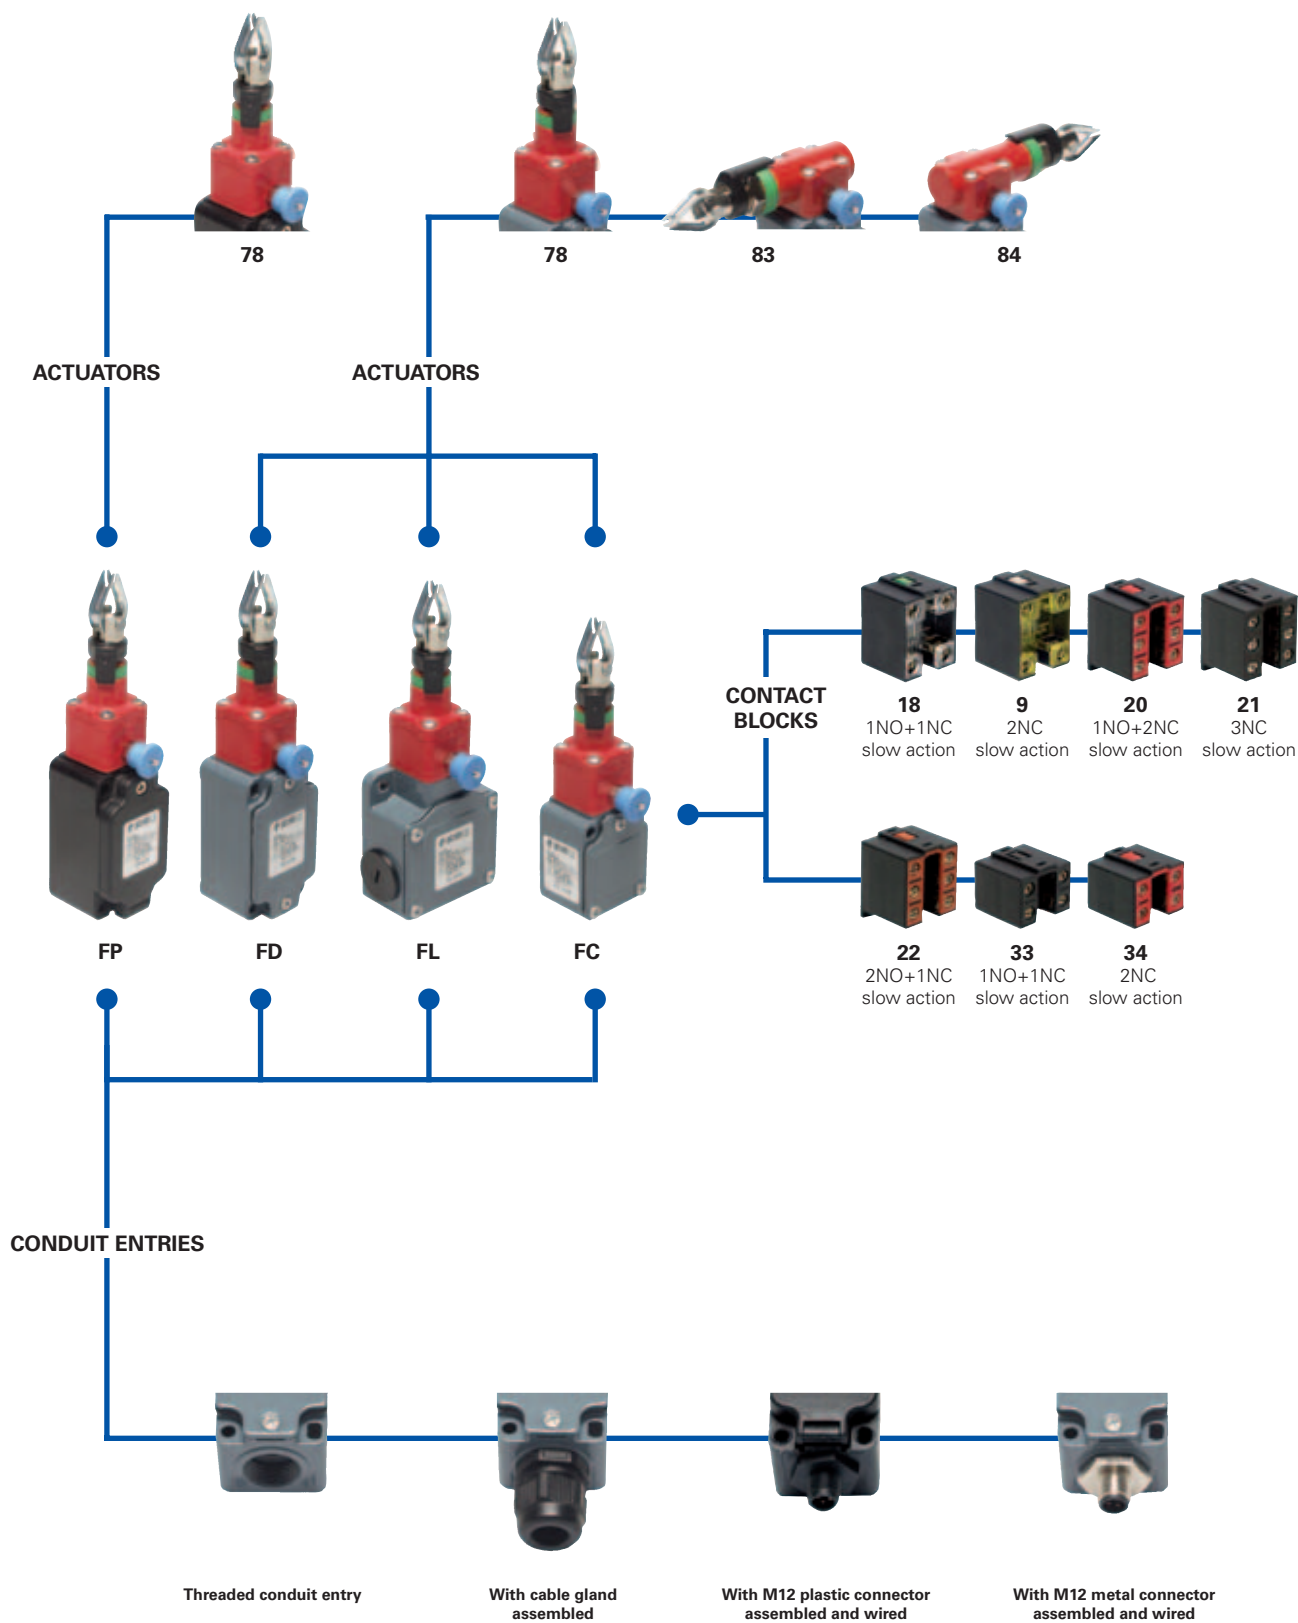 78
78
83
84
ACTUATORS
ACTUATORS
CONTACT
BLOCKS
18
1NO+1NC
slow action
9
2NC
slow action
20
1NO+2NC
slow action
21
3NC
slow action
22
2NO+1NC
slow action
33
1NO+1NC
slow action
34
2NC
slow action
FP
FD
FL
FC
CONDUIT ENTRIES
Threaded conduit entry
With cable gland
assembled
With M12 plastic connector
assembled and wired
With M12 metal connector
assembled and wired